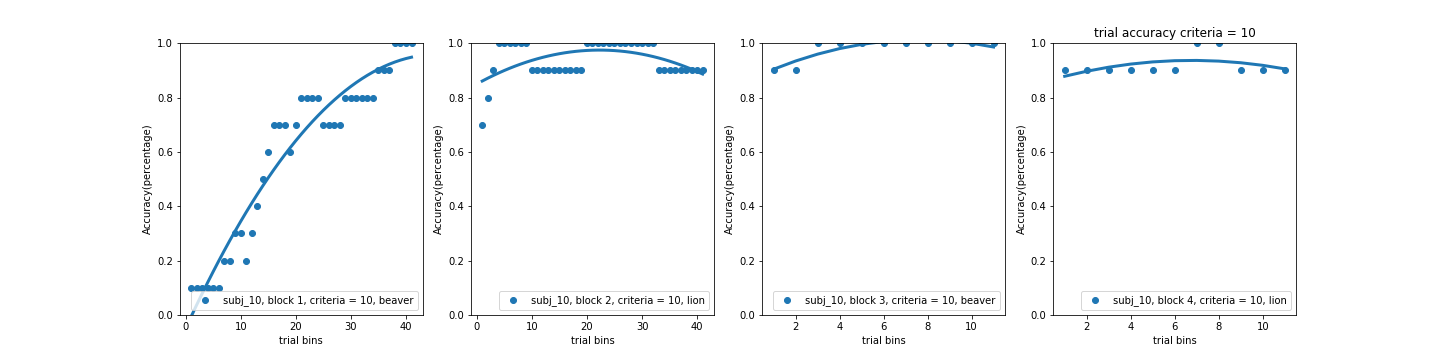 trial accuracy criteria = 10
1.0
0.8
0.6
0.4
0.2
0.0
Accuracy(percentage)
subj_10, block 1, criteria = 10, beaver
0 10 20 30 40
trial bins
1.0
0.8
0.6
0.4
0.2
0.0
Accuracy(percentage)
subj_10, block 2, criteria = 10, lion
0 10 20 30 40
trial bins
1.0
0.8
0.6
0.4
0.2
0.0
Accuracy(percentage)
subj_10, block 3, criteria = 10, beaver
2 4 6 8 10
trial bins
1.0
0.8
0.6
0.4
0.2
0.0
Accuracy(percentage)
subj_10, block 4, criteria = 10, lion
2 4 6 8 10
trial bins